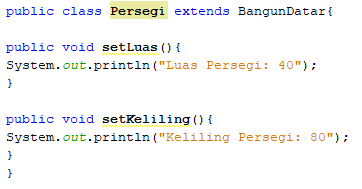 public class Persegi extends BangunDatar{
public void setLuas(){
System.out.println("Luas Persegi: 40");
}
public void setKeliling(){
System.out.println("Keliling Persegi: 80");
}
}